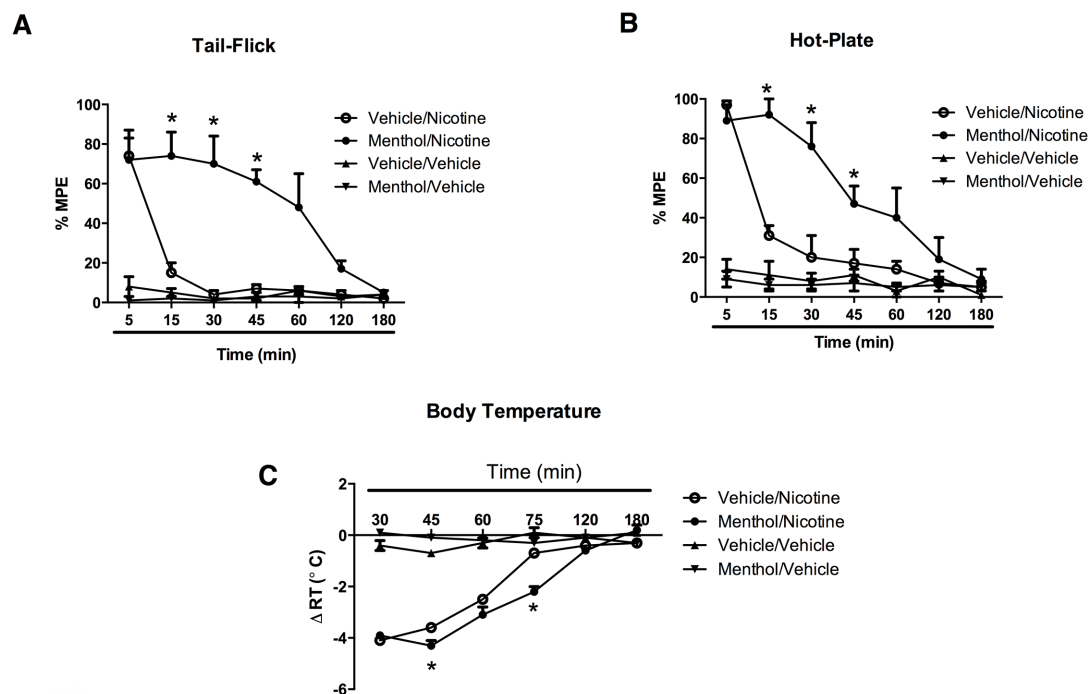 A
Tail-Flick
% MPE
100
80
60
40
20
0
* * *
5 15 30 45 60 120 180
Time (min)
Vehicle/Nicotine
Menthol/Nicotine
Vehicle/Vehicle
Menthol/Vehicle
B
Hot-Plate
% MPE
100
80
60
40
20
0
* * *
5 15 30 45 60 120 180
Time (min)
Vehicle/Nicotine
Menthol/Nicotine
Vehicle/Vehicle
Menthol/Vehicle
Body Temperature
C
Time (min)
30 45 60 75 120 180
Δ RT (° C)
2
0
-2
-4
-6
* *
Vehicle/Nicotine
Menthol/Nicotine
Vehicle/Vehicle
Menthol/Vehicle